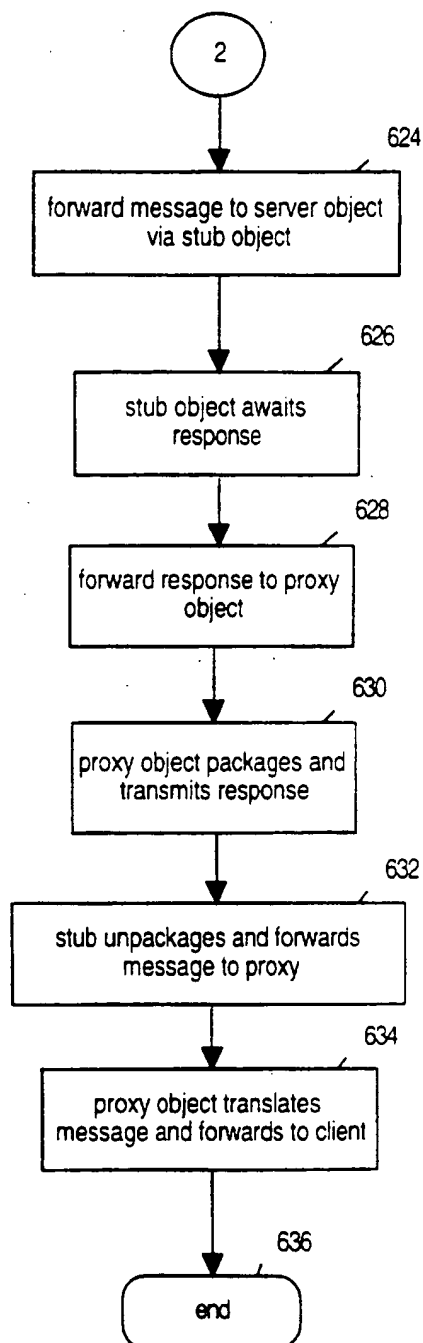 2
624
forward message to server object
via stub object
626
stub object awaits
response
628
forward response to proxy
object
630
proxy object packages and
transmits response
632
stub unpackages and forwards
message to proxy
634
proxy object translates
message and forwards to client
636
end